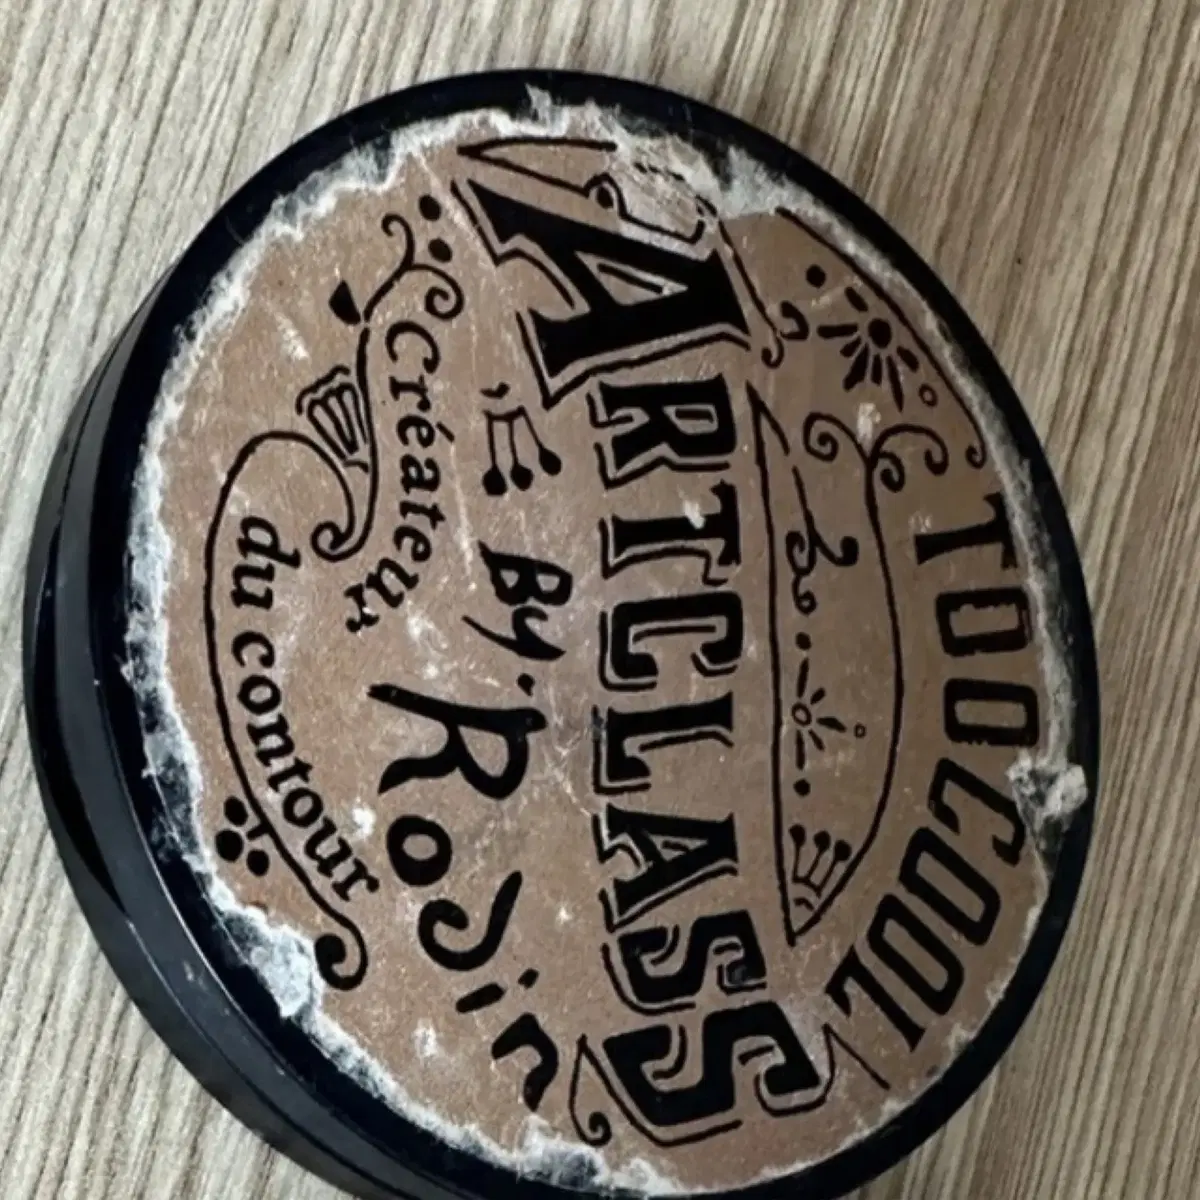 TOO COOL
ARTCLASS
BY RODIN
Créateur
du contour